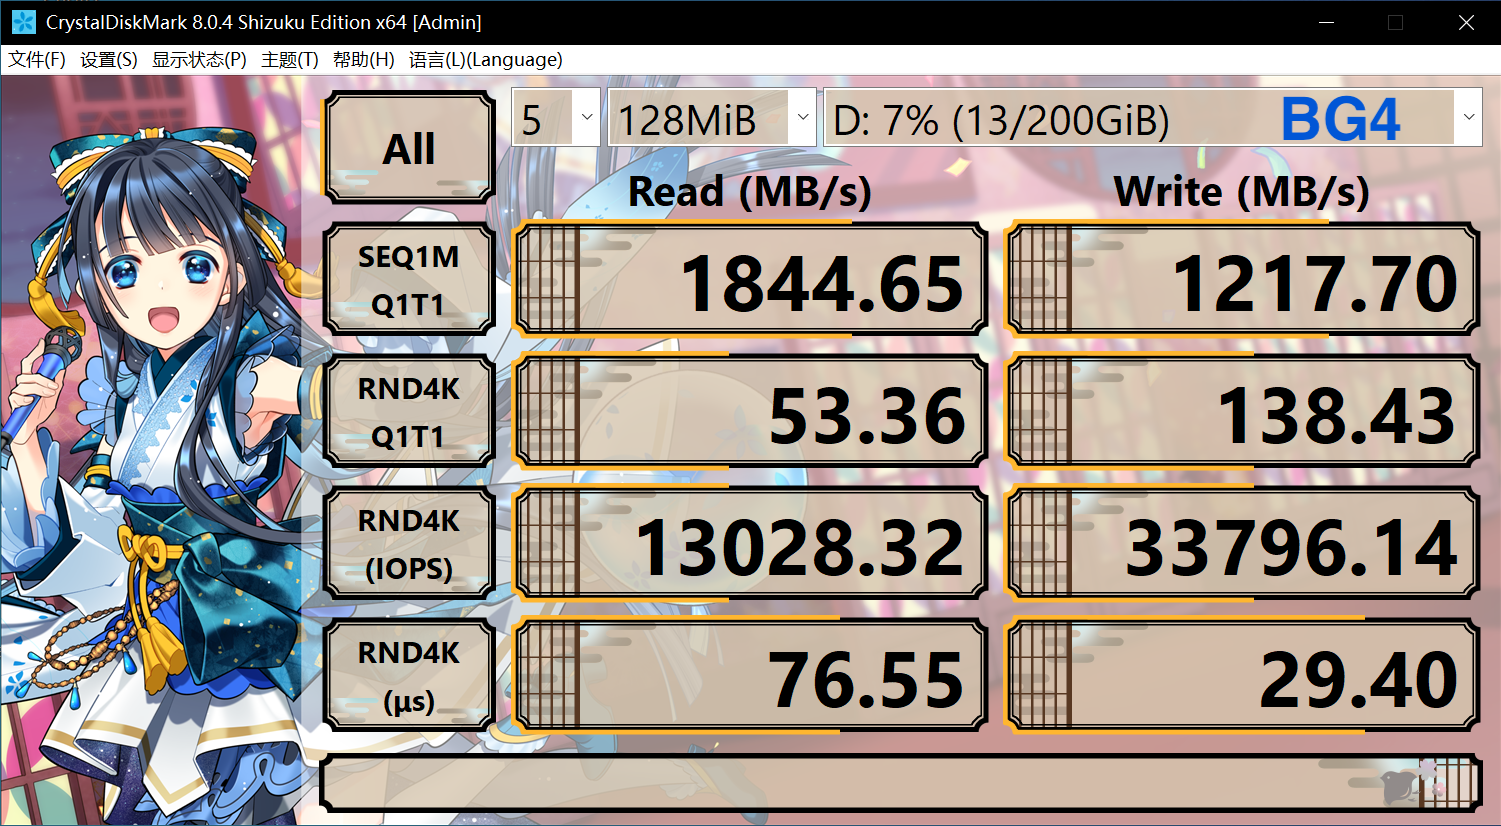 CrystalDiskMark 8.0.4 Shizuku Edition x64 [Admin]
文件(F) 设置(S) 显示状态(P) 主题(T) 帮助(H) 语言(L)(Language)
All
5 128MiB D: 7% (13/200GiB) BG4
Read (MB/s) Write (MB/s)
SEQ1M
Q1T1
1844.65 1217.70
RND4K
Q1T1
53.36 138.43
RND4K
(IOPS)
13028.32 33796.14
RND4K
(μs)
76.55 29.40